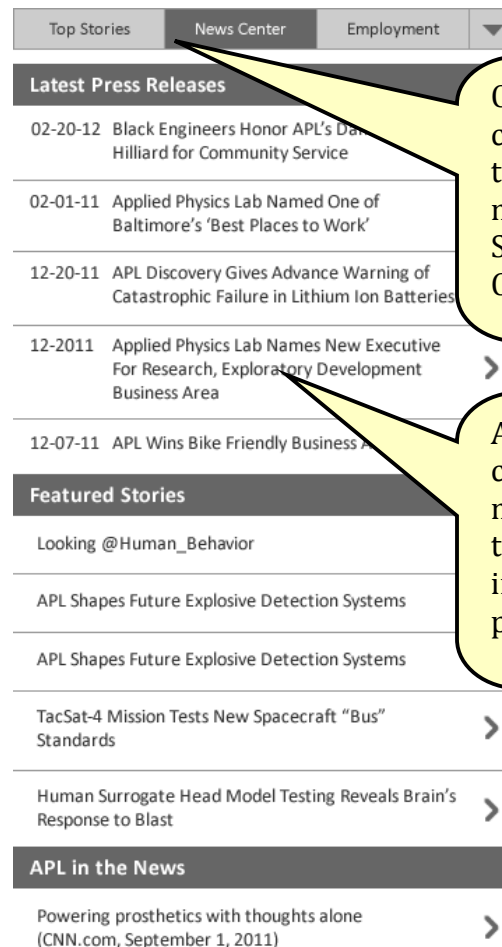 Top Stories
News Center
Employment
Latest Press Releases
02-20-12 Black Engineers Honor APL's
Hilliard for Community Service
02-01-11 Applied Physics Lab Named One of
Baltimore's ‘Best Places to Work’
12-20-11 APL Discovery Gives Advance Warning of
Catastrophic Failure in Lithium Ion Batteries
12-2011 Applied Physics Lab Names New Executive
For Research, Exploratory Development
Business Area
12-07-11 APL Wins Bike Friendly Business
Featured Stories
Looking @Human_Behavior
APL Shapes Future Explosive Detection Systems
APL Shapes Future Explosive Detection Systems
TacSat-4 Mission Tests New Spacecraft “Bus”
Standards
Human Surrogate Head Model Testing Reveals Brain's
Response to Blast
APL in the News
Powering prosthetics with thoughts alone
(CNN.com, September 1, 2011)